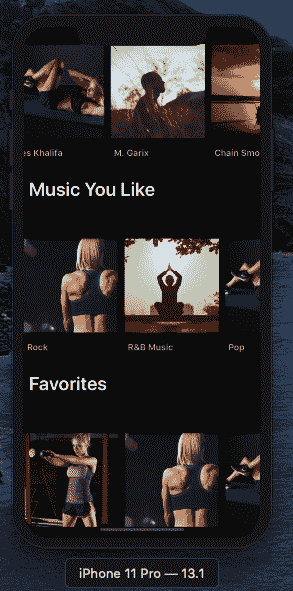 es Khalifa M. Garix Chain Smo
Music You Like
Rock R&B Music Pop
Favorites
iPhone 11 Pro — 13.1